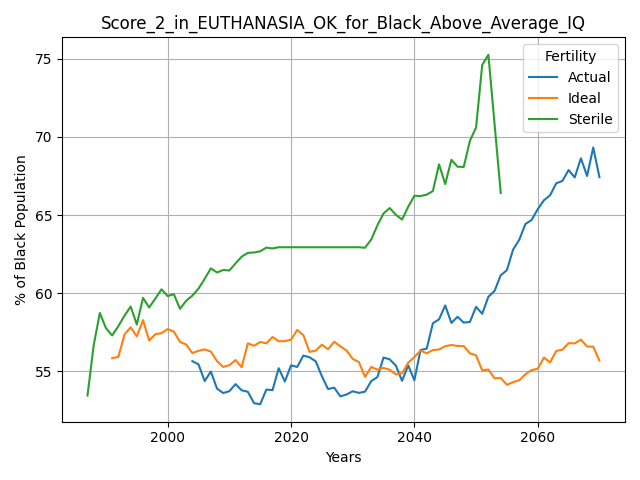 Score_2_in_EUTHANASIA_OK_for_Black_Above_Average_IQ
% of Black Population
75
70
65
60
55
2000
2020
2040
2060
Years
Fertility
Actual
Ideal
Sterile